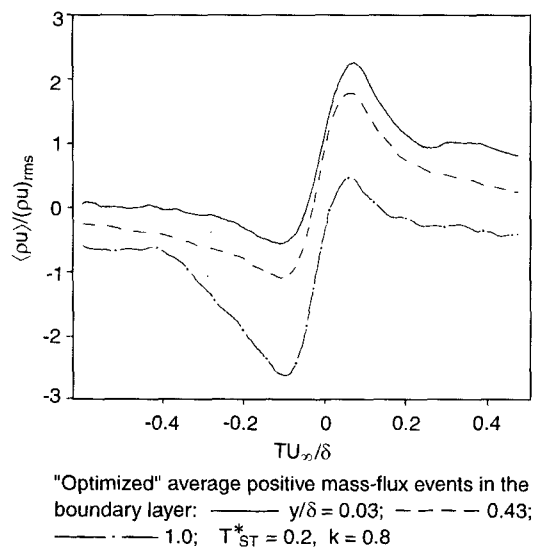 3
2
1
0
-1
-2
-3
⟨ρu⟩/(ρu)rms
-0.4 -0.2 0 0.2 0.4
TU∞/δ
"Optimized" average positive mass-flux events in the
boundary layer: y/δ = 0.03; 0.43;
1.0; T*ST = 0.2, k = 0.8